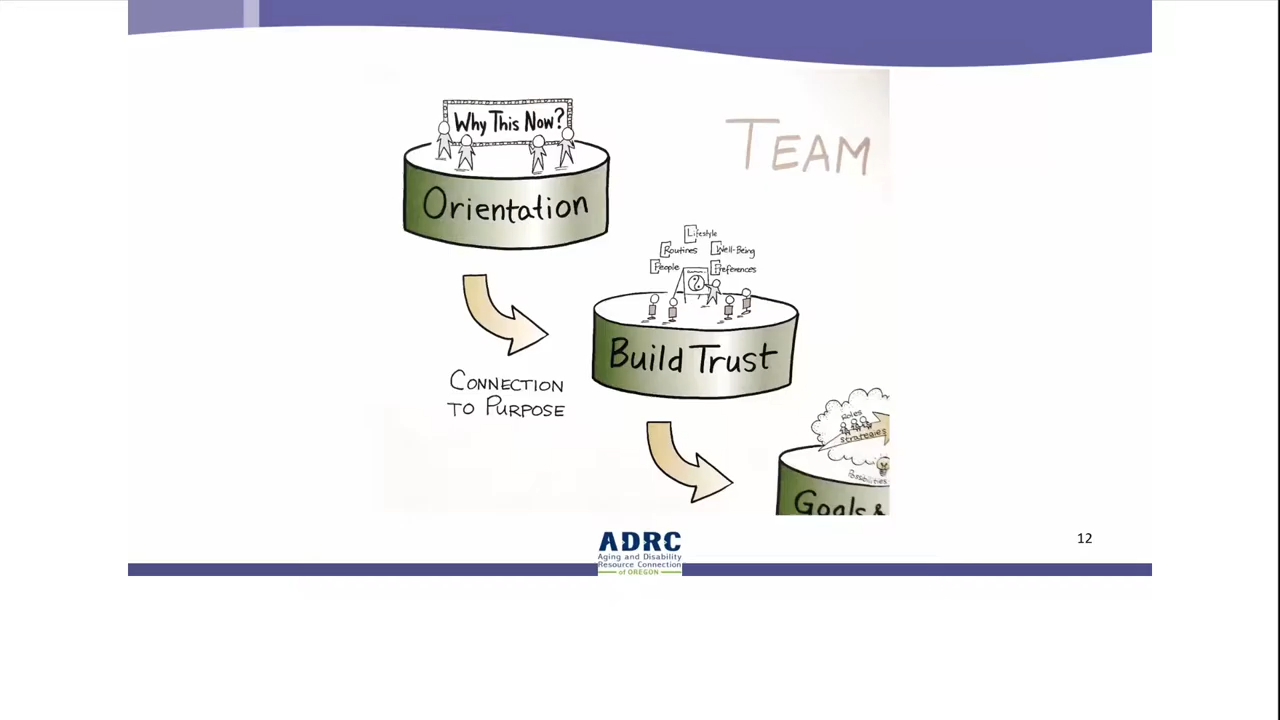 Why This Now?
Orientation
TEAM
Lifestyle
Routines
Well-Being
People
Preferences
Build Trust
CONNECTION
TO PURPOSE
Roles
Strategies
Possibilities
Goals &
ADRC
Aging and Disability
Resource Connection
of OREGON
12